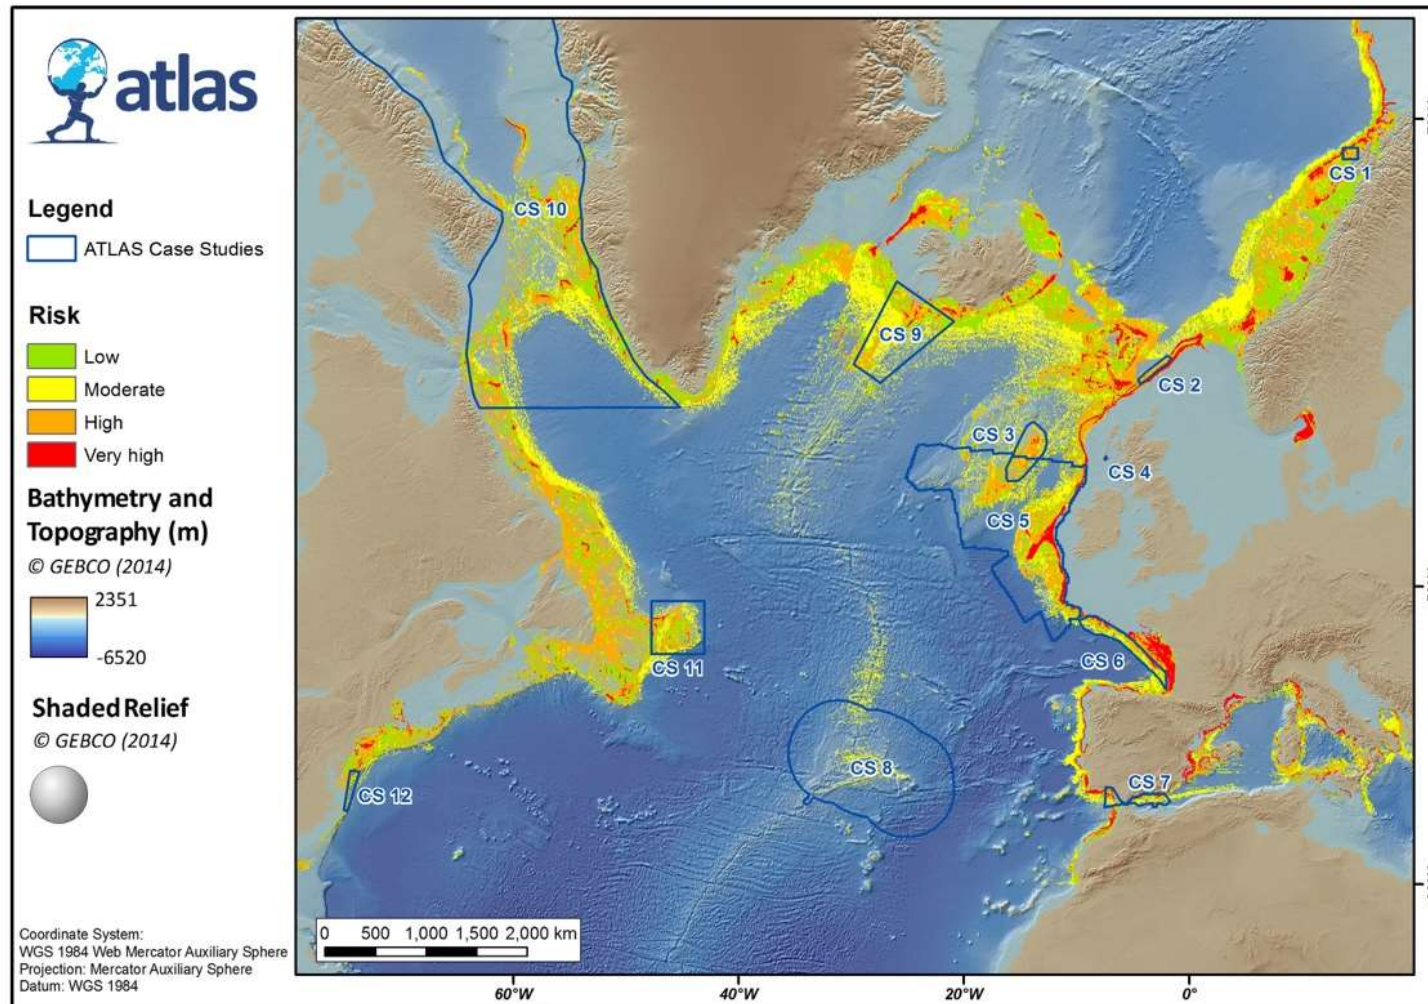 atlas
Legend
ATLAS Case Studies
Risk
Low
Moderate
High
Very high
Bathymetry and
Topography (m)
© GEBCO (2014)
2351
-6520
Shaded Relief
© GEBCO (2014)
Coordinate System:
WGS 1984 Web Mercator Auxiliary Sphere
Projection: Mercator Auxiliary Sphere
Datum: WGS 1984
CS 1
CS 10
CS 9
CS 2
CS 3
CS 4
CS 5
CS 11
CS 6
CS 8
CS 7
CS 12
0 500 1,000 1,500 2,000 km
60°W 40°W 20°W 0°